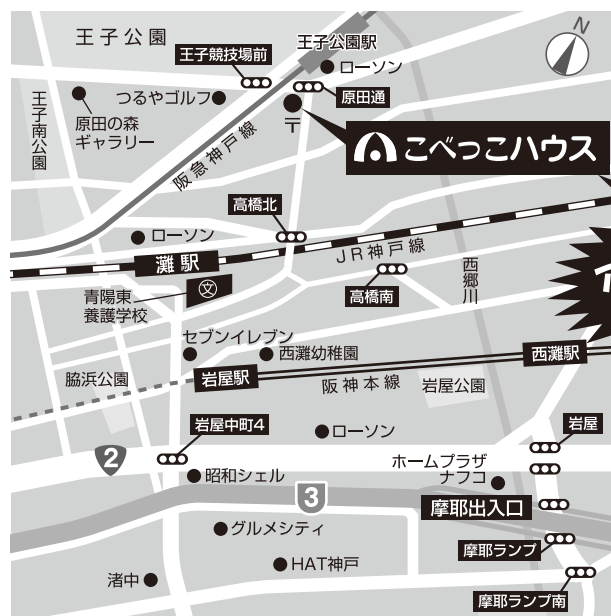 N
王子公園
王子公園駅
王子競技場前
ローソン
つるやゴルフ
原田通
原田の森
ギャラリー
〒
王子南公園
こべっこハウス
阪急神戸線
高橋北
ローソン
JR神戸線
灘駅
西郷川
高橋南
青陽東
養護学校
文
セブンイレブン
西灘幼稚園
西灘駅
脇浜公園
岩屋駅
阪神本線
岩屋公園
岩屋中町4
ローソン
岩屋
2
ホームプラザ
ナフコ
昭和シェル
3
摩耶出入口
グルメシティ
摩耶ランプ
HAT神戸
渚中
摩耶ランプ南